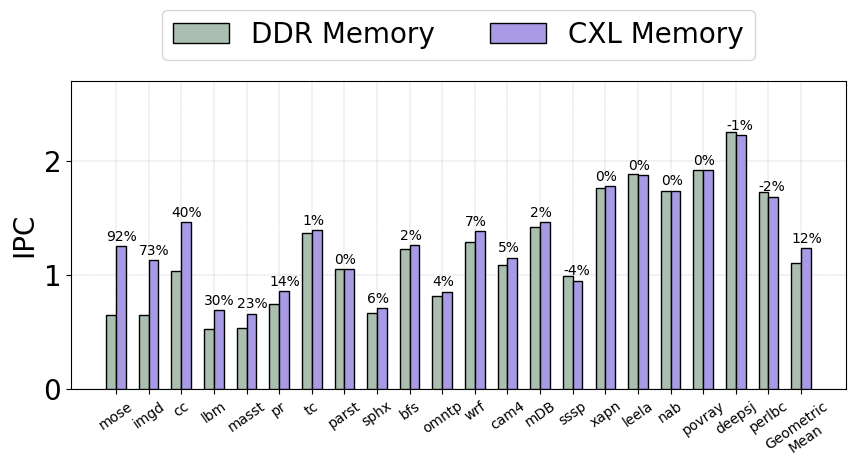 DDR Memory CXL Memory
IPC
2
1
0
92%
73%
40%
30%
23%
14%
1%
0%
6%
2%
4%
7%
5%
2%
-4%
0%
0%
0%
0%
-1%
-2%
12%
mose
imgd
cc
lbm
masst
pr
tc
parst
sphx
bfs
omntp
wrf
cam4
mDB
sssp
xapn
leela
nab
povray
deepsj
perlbc
Geometric
Mean